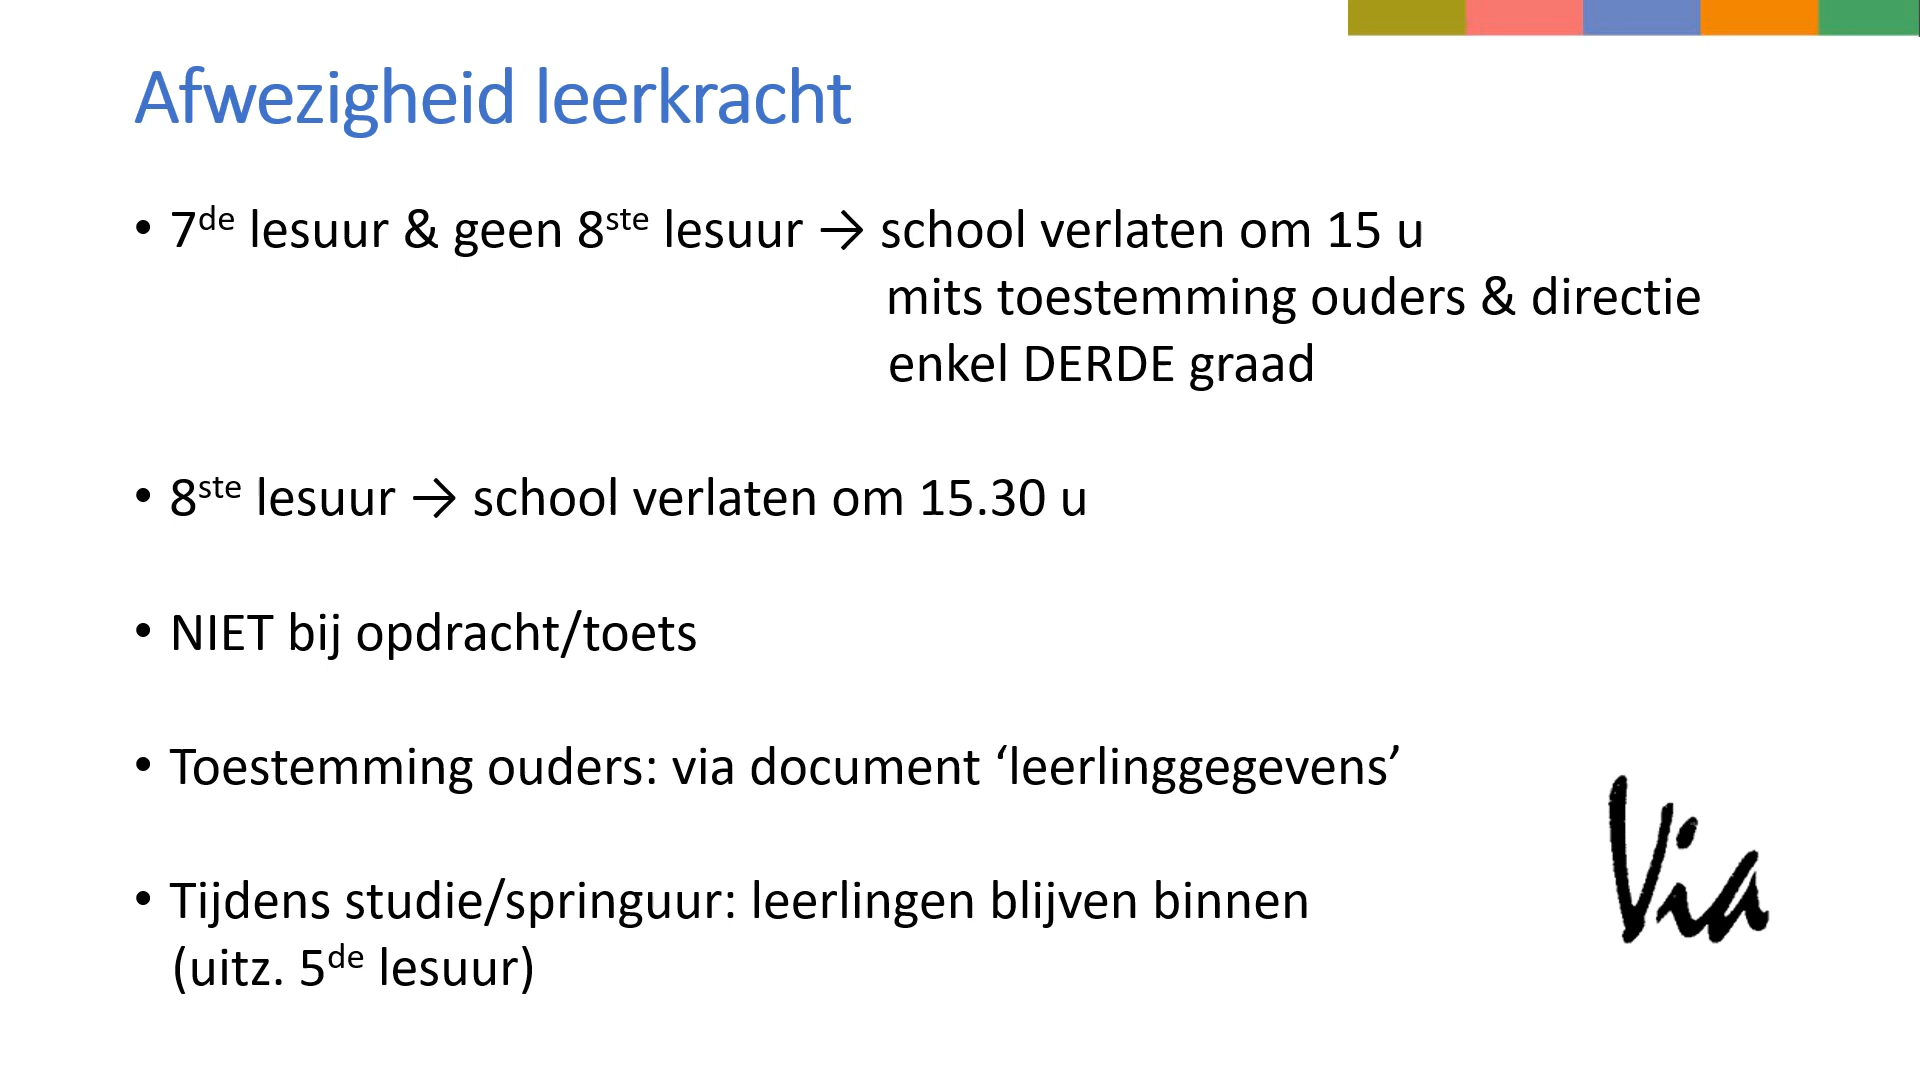 Afwezigheid leerkracht
• 7de lesuur & geen 8ste lesuur → school verlaten om 15 u
mits toestemming ouders & directie
enkel DERDE graad
• 8ste lesuur → school verlaten om 15.30 u
• NIET bij opdracht/toets
• Toestemming ouders: via document ‘leerlinggegevens’
• Tijdens studie/springuur: leerlingen blijven binnen
(uitz. 5de lesuur)
Via